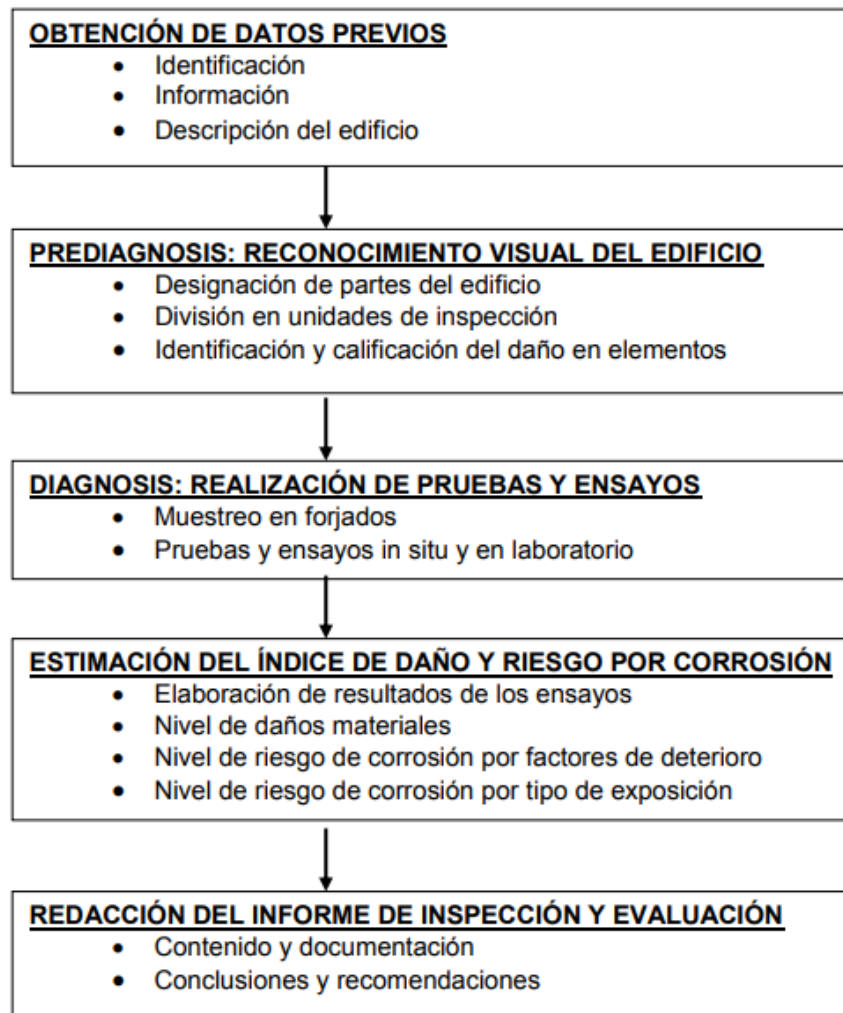 OBTENCIÓN DE DATOS PREVIOS
• Identificación
• Información
• Descripción del edificio
PREDIAGNOSIS: RECONOCIMIENTO VISUAL DEL EDIFICIO
• Designación de partes del edificio
• División en unidades de inspección
• Identificación y calificación del daño en elementos
DIAGNOSIS: REALIZACIÓN DE PRUEBAS Y ENSAYOS
• Muestreo en forjados
• Pruebas y ensayos in situ y en laboratorio
ESTIMACIÓN DEL ÍNDICE DE DAÑO Y RIESGO POR CORROSIÓN
• Elaboración de resultados de los ensayos
• Nivel de daños materiales
• Nivel de riesgo de corrosión por factores de deterioro
• Nivel de riesgo de corrosión por tipo de exposición
REDACCIÓN DEL INFORME DE INSPECCIÓN Y EVALUACIÓN
• Contenido y documentación
• Conclusiones y recomendaciones